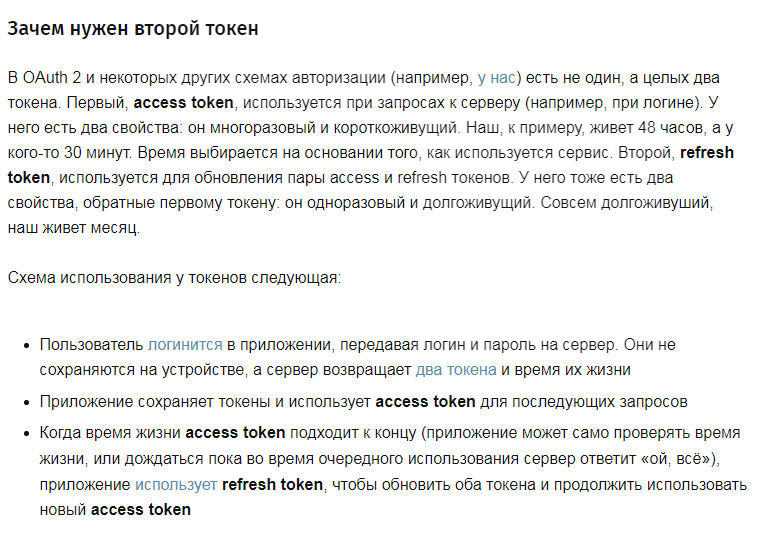 Зачем нужен второй токен
В OAuth 2 и некоторых других схемах авторизации (например, у нас) есть не один, а целых два
токена. Первый, access token, используется при запросах к серверу (например, при логине). У
него есть два свойства: он многоразовый и короткоживущий. Наш, к примеру, живет 48 часов, а у
кого-то 30 минут. Время выбирается на основании того, как используется сервис. Второй, refresh
token, используется для обновления пары access и refresh токенов. У него тоже есть два
свойства, обратные первому токену: он одноразовый и долгоживущий. Совсем долгоживуший,
наш живет месяц.
Схема использования у токенов следующая:
• Пользователь логинится в приложении, передавая логин и пароль на сервер. Они не
сохраняются на устройстве, а сервер возвращает два токена и время их жизни
• Приложение сохраняет токены и использует access token для последующих запросов
• Когда время жизни access token подходит к концу (приложение может само проверять время
жизни, или дождаться пока во время очередного использования сервер ответит «ой, всё»),
приложение использует refresh token, чтобы обновить оба токена и продолжить использовать
новый access token